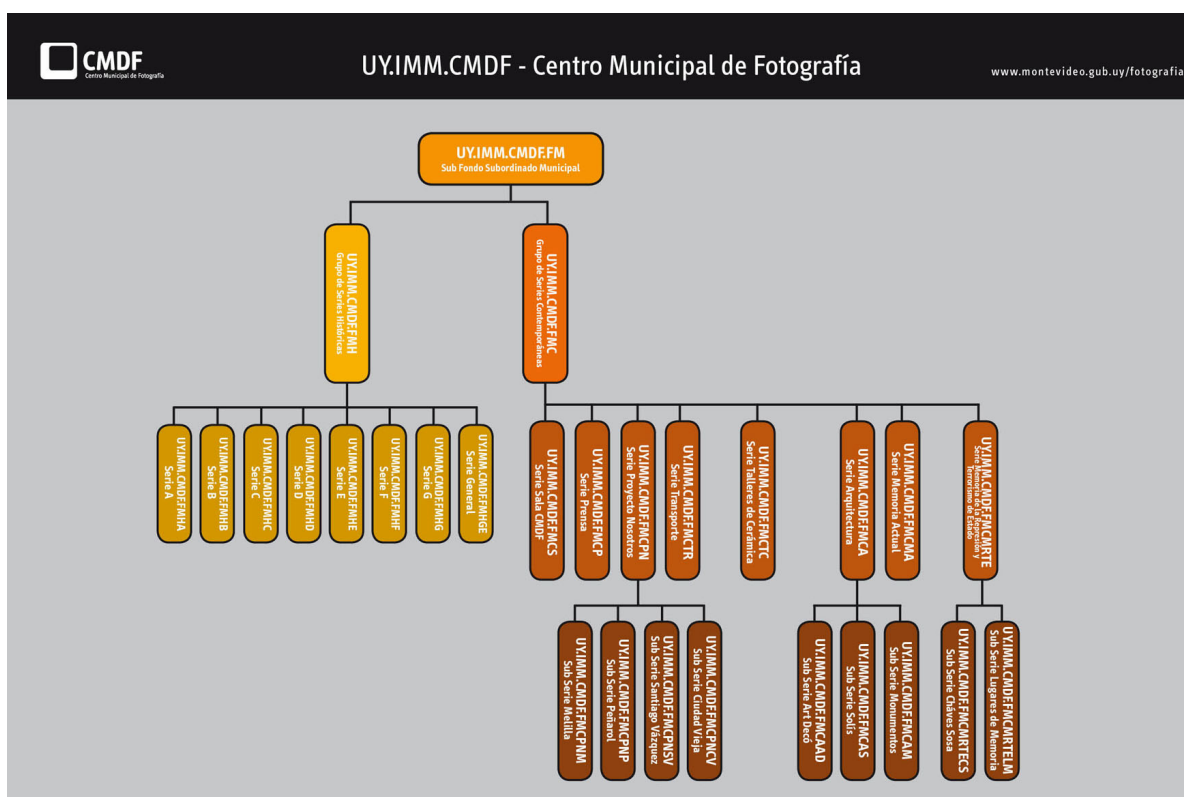 CMDF
Centro Municipal de Fotografía
UY.IMM.CMDF - Centro Municipal de Fotografía
www.montevideo.gub.uy/fotografia
UY.IMM.CMDF.FM
Sub Fondo Subordinado Municipal
UY.IMM.CMDF.FMH
Grupo de Series Históricas
UY.IMM.CMDF.FMC
Grupo de Series Contemporáneas
UY.IMM.CMDF.FMHA
Serie A
UY.IMM.CMDF.FMHB
Serie B
UY.IMM.CMDF.FMHC
Serie C
UY.IMM.CMDF.FMHD
Serie D
UY.IMM.CMDF.FMHE
Serie E
UY.IMM.CMDF.FMHF
Serie F
UY.IMM.CMDF.FMHG
Serie G
UY.IMM.CMDF.FMHGE
Serie General
UY.IMM.CMDF.FMCS
Serie Sala CMDF
UY.IMM.CMDF.FMCP
Serie Prensa
UY.IMM.CMDF.FMCPN
Serie Proyecto Nosotros
UY.IMM.CMDF.FMCTR
Serie Transporte
UY.IMM.CMDF.FMCTC
Serie Talleres de Cerámica
UY.IMM.CMDF.FMCA
Serie Arquitectura
UY.IMM.CMDF.FMCMA
Serie Memoria Actual
UY.IMM.CMDF.FMCMRTE
Serie Memoria de la Represión y
Terrorismo de Estado
UY.IMM.CMDF.FMCPNM
Sub Serie Melilla
UY.IMM.CMDF.FMCPNP
Sub Serie Peñarol
UY.IMM.CMDF.FMCPNSV
Sub Serie Santiago Vázquez
UY.IMM.CMDF.FMCPNCV
Sub Serie Ciudad Vieja
UY.IMM.CMDF.FMCAAD
Sub Serie Art Decó
UY.IMM.CMDF.FMCAS
Sub Serie Solís
UY.IMM.CMDF.FMCAM
Sub Serie Monumentos
UY.IMM.CMDF.FMCMRTECS
Sub Serie Cháves Sosa
UY.IMM.CMDF.FMCMRTELM
Sub Serie Lugares de Memoria